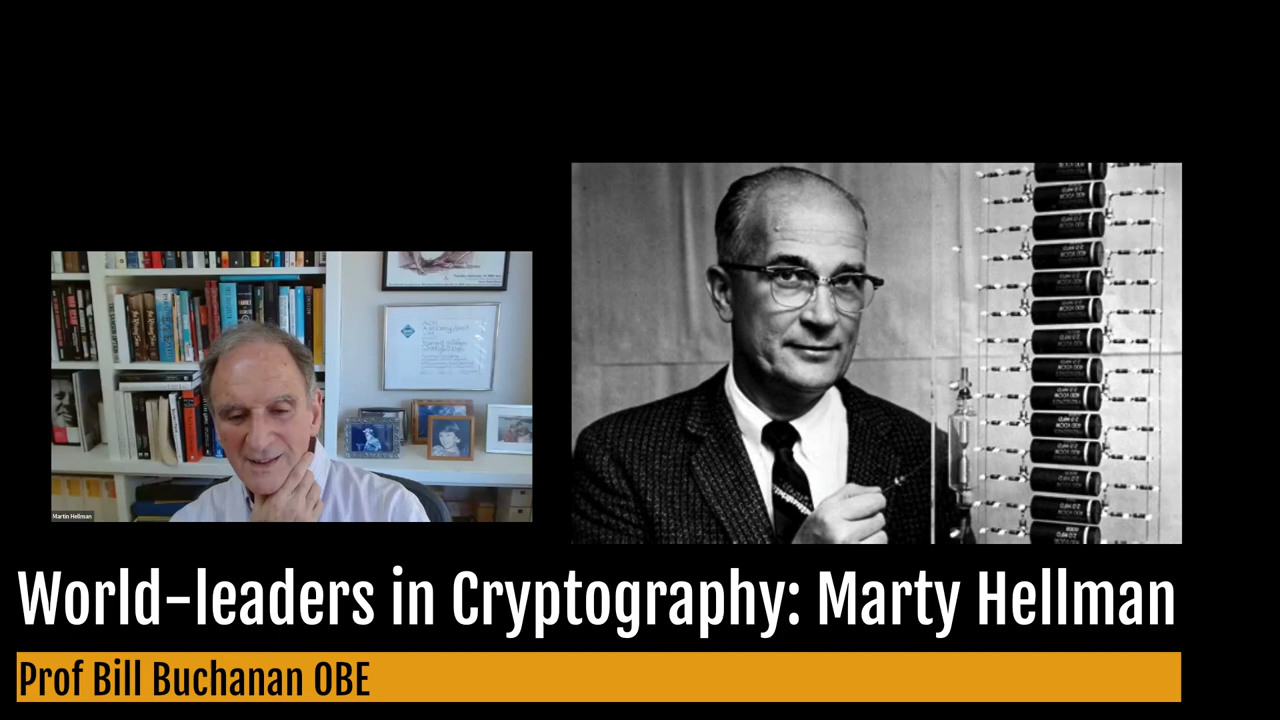 Martin Hellman
World-leaders in Cryptography: Marty Hellman
Prof Bill Buchanan OBE